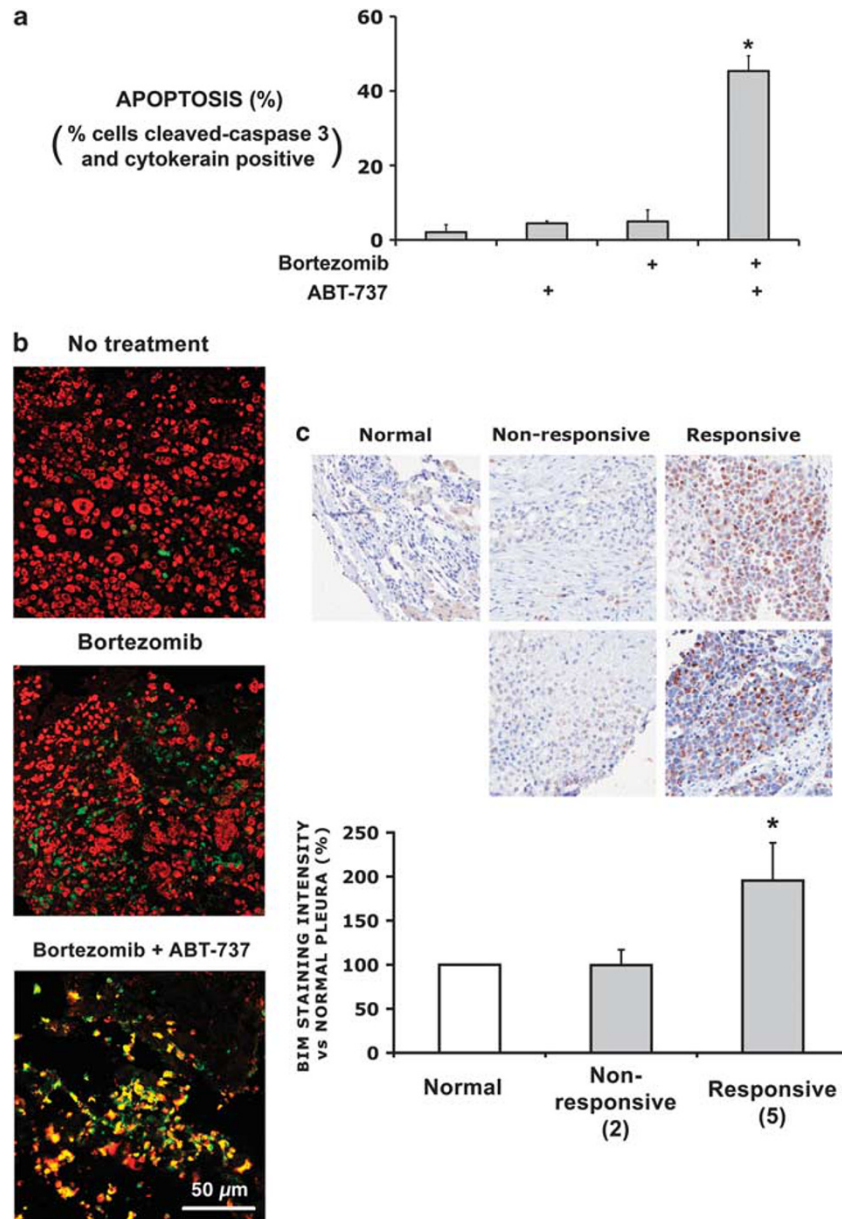 a
APOPTOSIS (%)
( % cells cleaved-caspase 3
and cytokerain positive )
60
40
20
0
*
Bortezomib + +
ABT-737 + +
b
No treatment
Bortezomib
Bortezomib + ABT-737
50 µm
c
Normal Non-responsive Responsive
BIM STAINING INTENSITY
vs NORMAL PLEURA (%)
250
200
150
100
50
0
*
Normal
Non-
responsive
(2)
Responsive
(5)